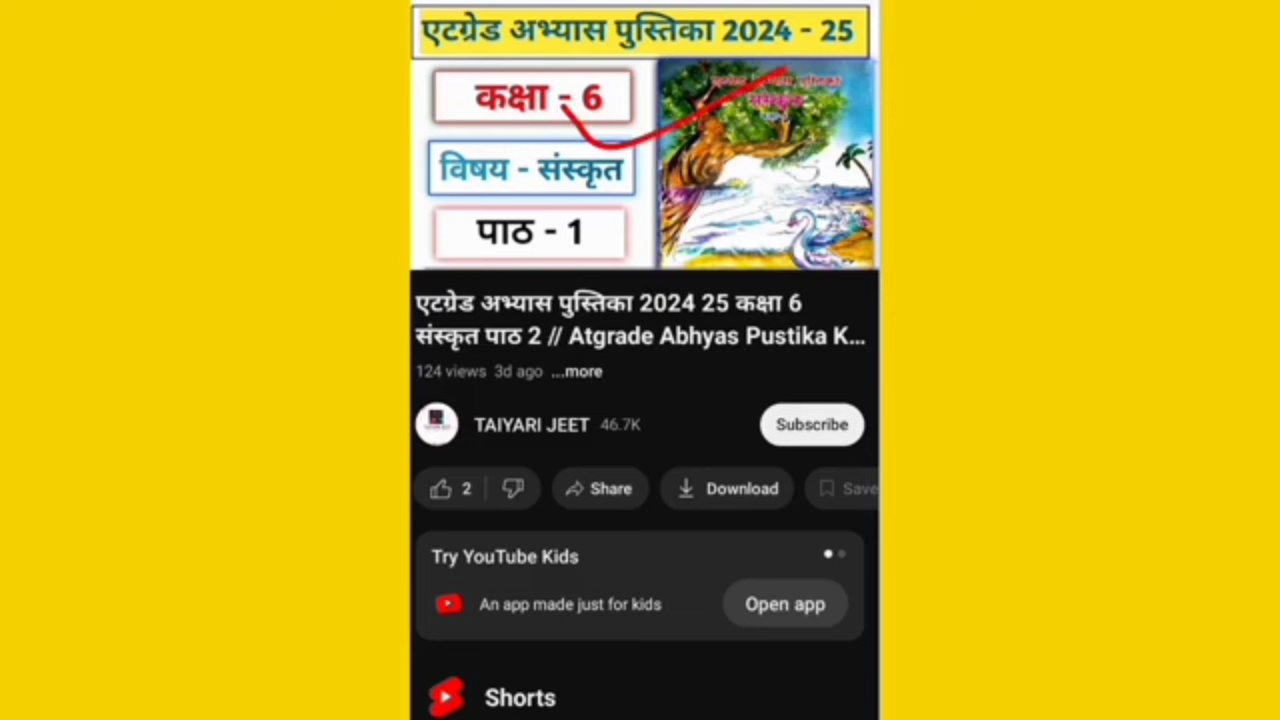 एटग्रेड अभ्यास पुस्तिका 2024 - 25
कक्षा - 6
विषय - संस्कृत
पाठ - 1
संस्कृत
एटग्रेड अभ्यास पुस्तिका 2024 25 कक्षा 6
संस्कृत पाठ 2 // Atgrade Abhyas Pustika K...
124 views 3d ago ...more
TAIYARI JEET 46.7K
Subscribe
2
Share
Download
Save
Try YouTube Kids
An app made just for kids
Open app
Shorts